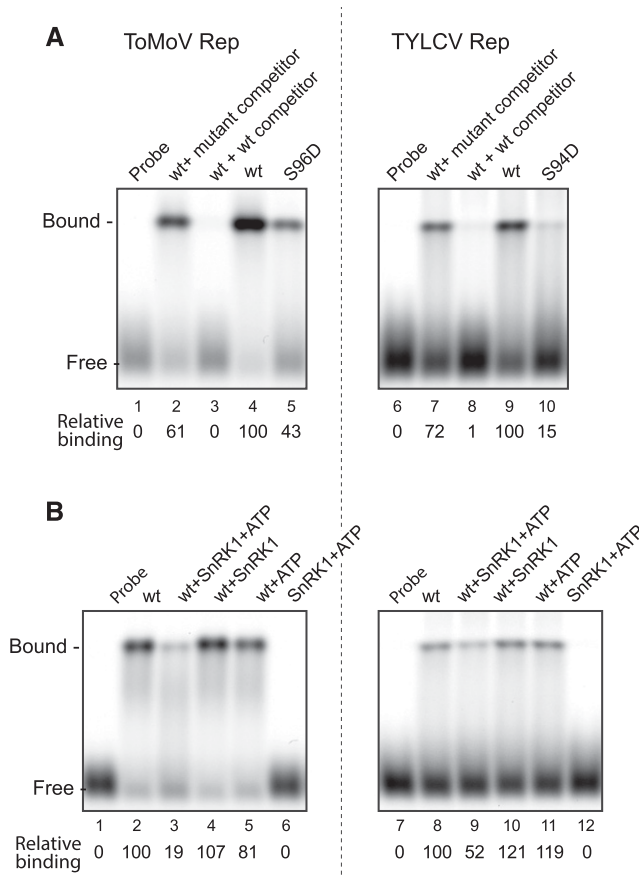 A
ToMoV Rep
TYLCV Rep
Probe
wt+ mutant competitor
wt + wt competitor
wt
S96D
Probe
wt+ mutant competitor
wt + wt competitor
wt
S94D
Bound -
Free -
1 2 3 4 5 6 7 8 9 10
Relative
binding 0 61 0 100 43 0 72 1 100 15
B
Probe
wt
wt+SnRK1+ATP
wt+SnRK1
wt+ATP
SnRK1+ATP
Probe
wt
wt+SnRK1+ATP
wt+SnRK1
wt+ATP
SnRK1+ATP
Bound -
Free -
1 2 3 4 5 6 7 8 9 10 11 12
Relative
binding 0 100 19 107 81 0 0 100 52 121 119 0